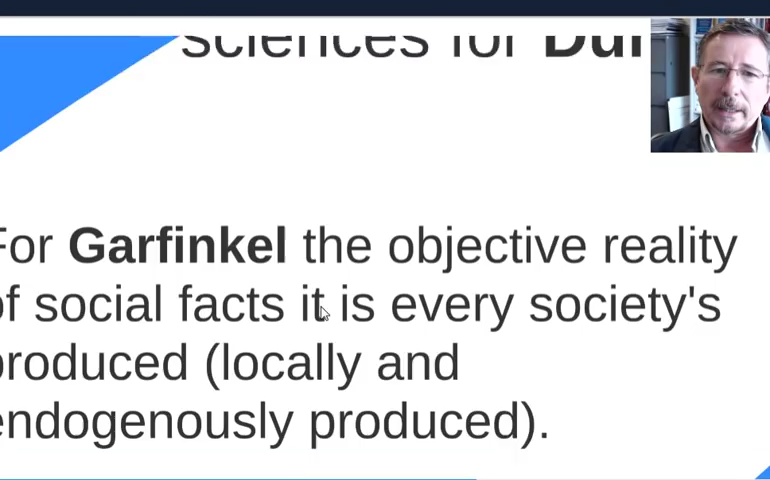 sciences for
For Garfinkel the objective reality
of social facts it is every society's
produced (locally and
endogenously produced).